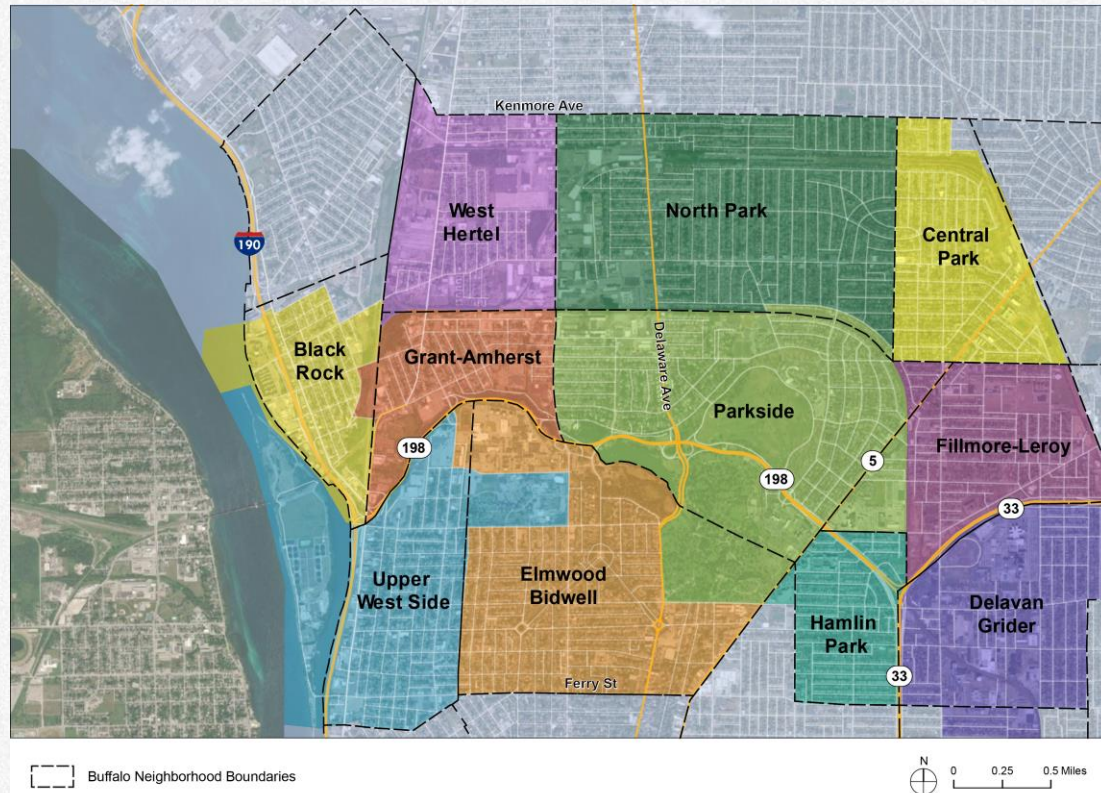 Kenmore Ave
West
Hertel
North Park
Central
Park
190
Black
Rock
Grant-Amherst
Delaware Ave
Parkside
Fillmore-Leroy
198
5
198
33
Upper
West Side
Elmwood
Bidwell
Hamlin
Park
Delavan
Grider
33
Ferry St
Buffalo Neighborhood Boundaries
N
0 0.25 0.5 Miles